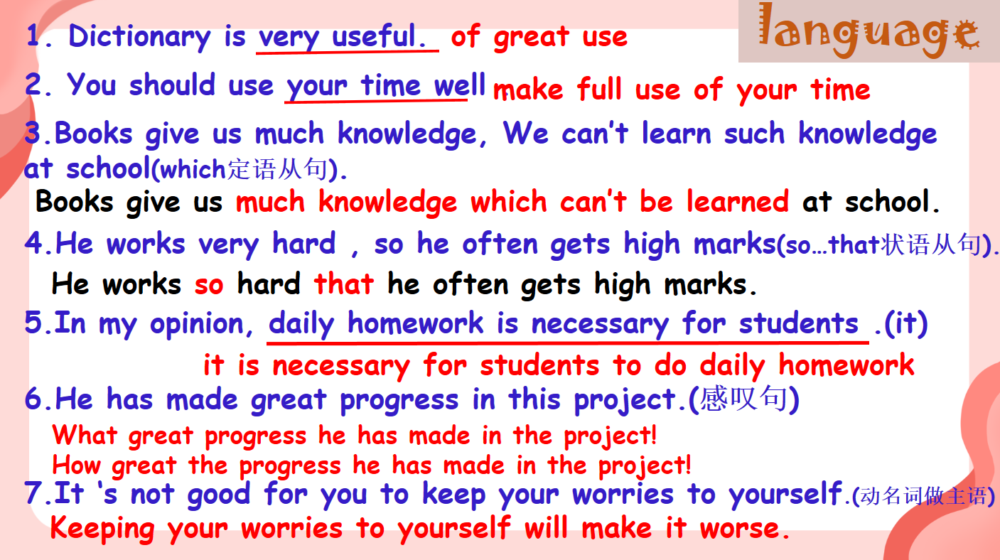 language
1. Dictionary is very useful. of great use
2. You should use your time well make full use of your time
3.Books give us much knowledge, We can't learn such knowledge
at school(which定语从句).
Books give us much knowledge which can't be learned at school.
4.He works very hard , so he often gets high marks(so…that状语从句).
He works so hard that he often gets high marks.
5.In my opinion, daily homework is necessary for students .(it)
it is necessary for students to do daily homework
6.He has made great progress in this project.(感叹句)
What great progress he has made in the project!
How great the progress he has made in the project!
7.It ‘s not good for you to keep your worries to yourself.(动名词做主语)
Keeping your worries to yourself will make it worse.